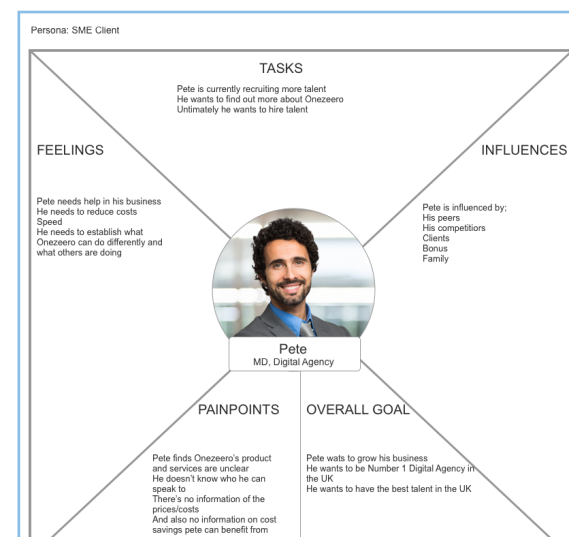 Persona: SME Client
TASKS
Pete is currently recruiting more talent
He wants to find out more about Onezeero
Untimately he wants to hire talent
FEELINGS
Pete needs help in his business
He needs to reduce costs
Speed
He needs to establish what
Onezeero can do differently and
what others are doing
INFLUENCES
Pete is influenced by;
His peers
His competitiors
Clients
Bonus
Family
Pete
MD, Digital Agency
PAINPOINTS
Pete finds Onezeero's product
and services are unclear
He doesn't know who he can
speak to
There's no information of the
prices/costs
And also no information on cost
savings pete can benefit from
OVERALL GOAL
Pete wats to grow his business
He wants to be Number 1 Digital Agency in
the UK
He wants to have the best talent in the UK